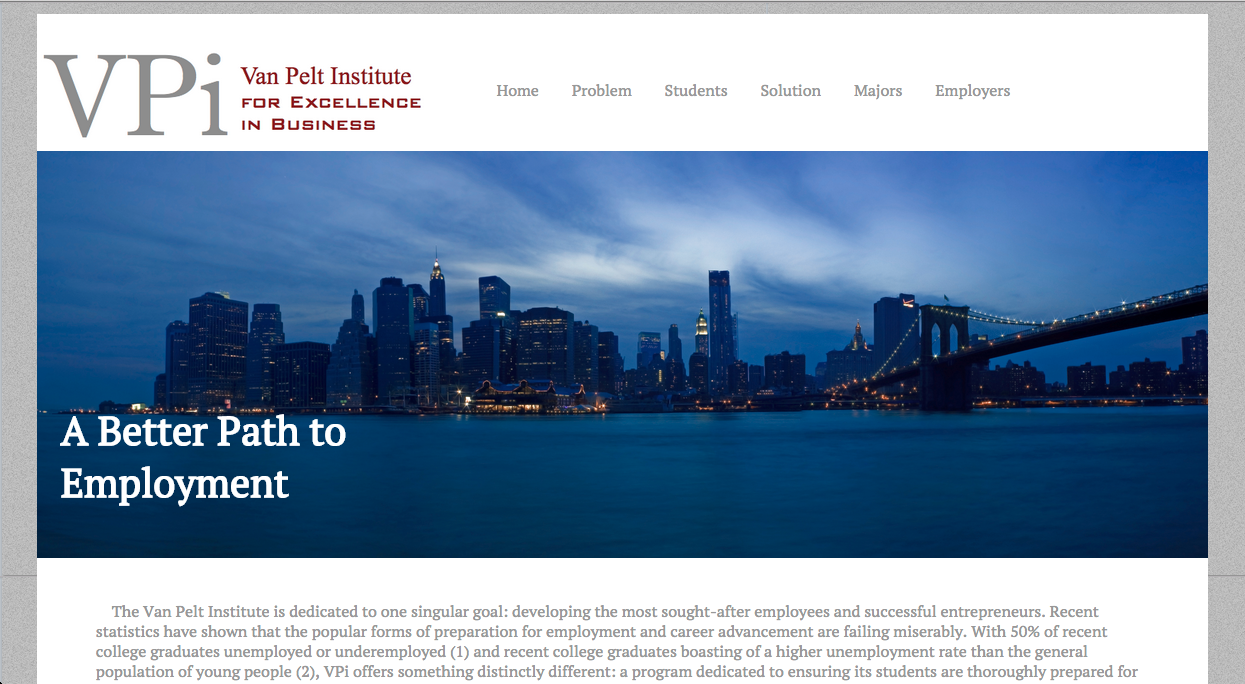 VPi
Van Pelt Institute
for Excellence
in Business
Home Problem Students Solution Majors Employers
A Better Path to
Employment
The Van Pelt Institute is dedicated to one singular goal: developing the most sought-after employees and successful entrepreneurs. Recent
statistics have shown that the popular forms of preparation for employment and career advancement are failing miserably. With 50% of recent
college graduates unemployed or underemployed (1) and recent college graduates boasting of a higher unemployment rate than the general
population of young people (2), VPi offers something distinctly different: a program dedicated to ensuring its students are thoroughly prepared for